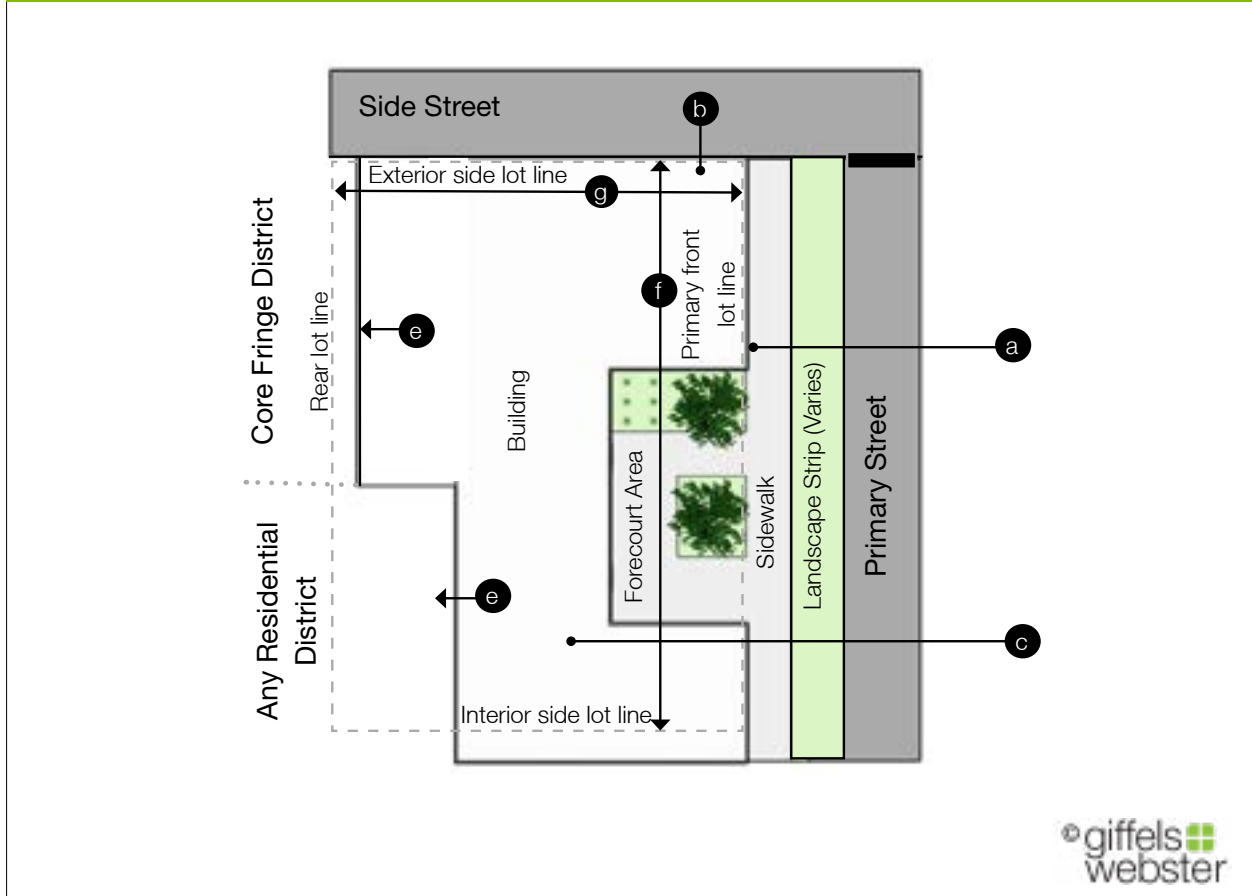 Side Street
b
Exterior side lot line
g
Core Fringe District
Rear lot line
e
Building
f
Primary front
lot line
a
Forecourt Area
Sidewalk
Landscape Strip (Varies)
Primary Street
Any Residential
District
e
c
Interior side lot line
© giffels
webster